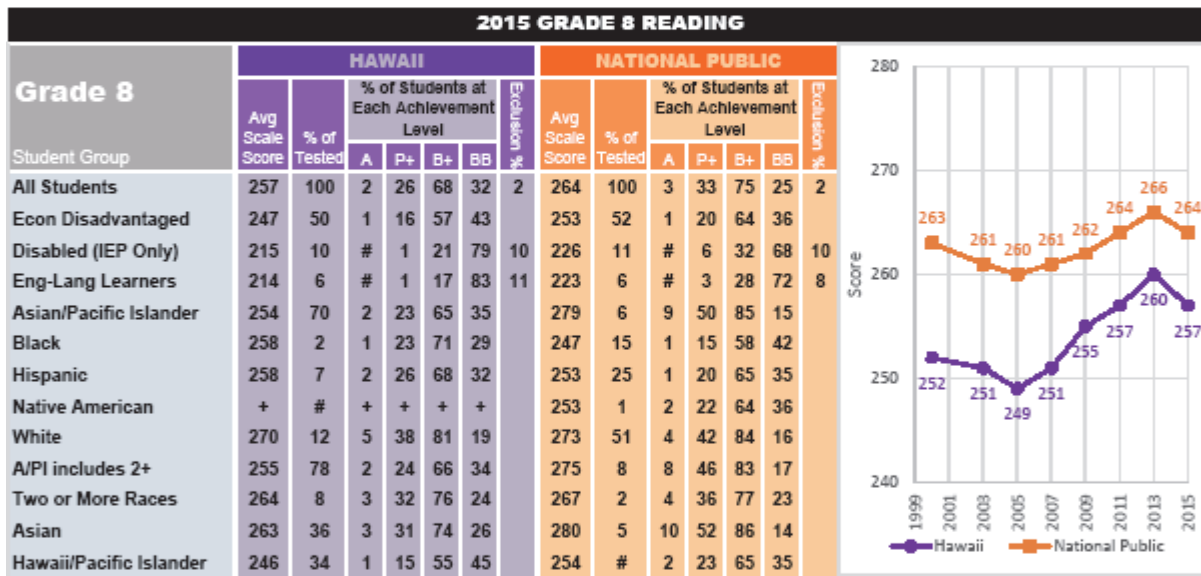 2015 GRADE 8 READING
HAWAII NATIONAL PUBLIC
Grade 8
Student Group
Avg Scale Score % of Tested % of Students at Each Achievement Level Exclusion % Avg Scale Score % of Tested % of Students at Each Achievement Level Exclusion %
A P+ B+ BB A P+ B+ BB
All Students 257 100 2 26 68 32 2 264 100 3 33 75 25 2
Econ Disadvantaged 247 50 1 16 57 43 253 52 1 20 64 36
Disabled (IEP Only) 215 10 # 1 21 79 10 226 11 # 6 32 68 10
Eng-Lang Learners 214 6 # 1 17 83 11 223 6 # 3 28 72 8
Asian/Pacific Islander 254 70 2 23 65 35 279 6 9 50 85 15
Black 258 2 1 23 71 29 247 15 1 15 58 42
Hispanic 258 7 2 26 68 32 253 25 1 20 65 35
Native American + # + + + + 253 1 2 22 64 36
White 270 12 5 38 81 19 273 51 4 42 84 16
A/PI includes 2+ 255 78 2 24 66 34 275 8 8 46 83 17
Two or More Races 264 8 3 32 76 24 267 2 4 36 77 23
Asian 263 36 3 31 74 26 280 5 10 52 86 14
Hawaii/Pacific Islander 246 34 1 15 55 45 254 # 2 23 65 35
280
270
260
250
240
Score
263 261 260 261 262 264 266 264
252 251 249 251 255 257 260 257
1999 2001 2003 2005 2007 2009 2011 2013 2015
Hawaii National Public